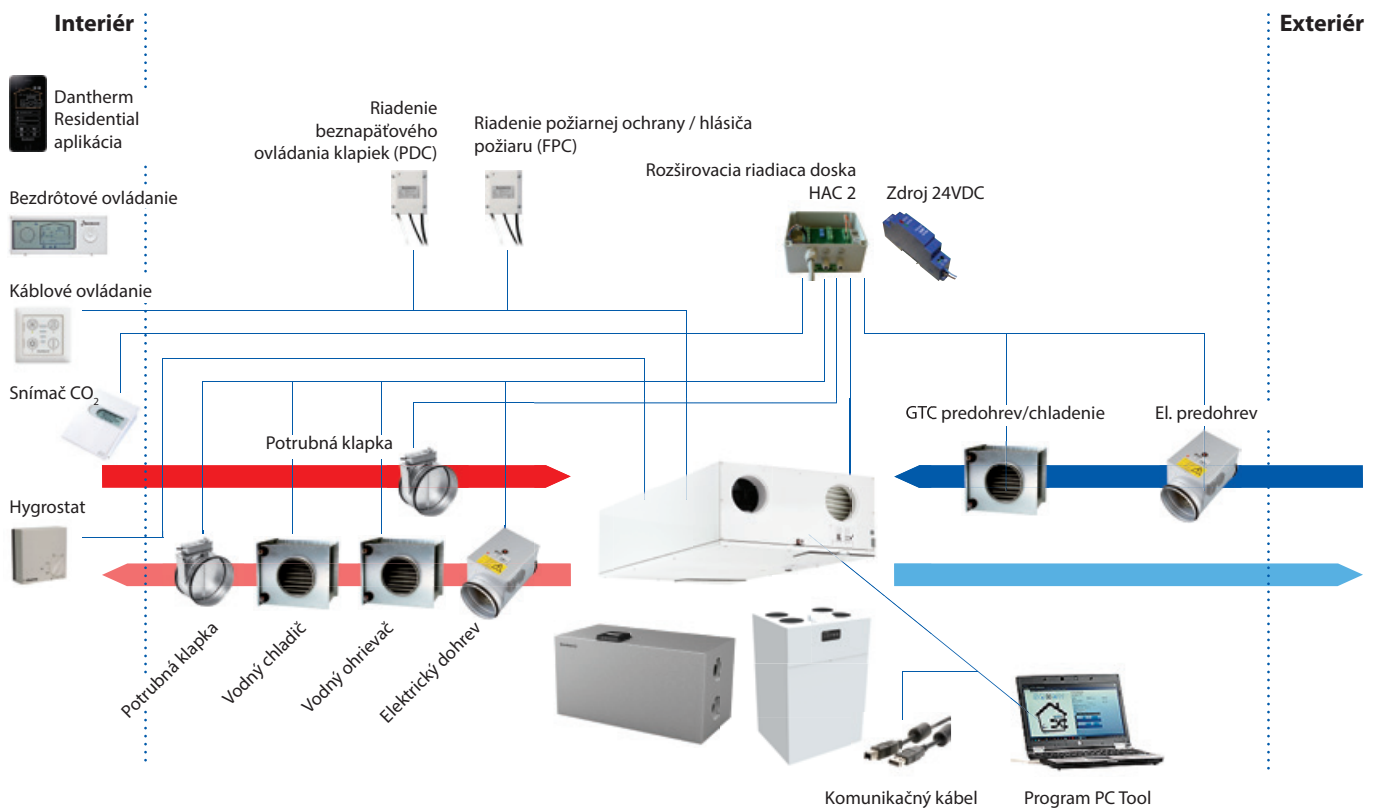 Interiér
Exteriér
Dantherm
Residential
aplikácia
Riadenie
beznapäťového
ovládania klapiek (PDC)
Riadenie požiarnej ochrany / hlásiča
požiaru (FPC)
Rozširovacia riadiaca doska
HAC 2
Zdroj 24VDC
Bezdrôtové ovládanie
Káblové ovládanie
Snímač CO₂
Potrubná klapka
GTC predohrev/chladenie
El. predohrev
Hygrostat
Potrubná klapka
Vodný chladič
Vodný ohrievač
Elektrický dohrev
Komunikačný kábel
Program PC Tool